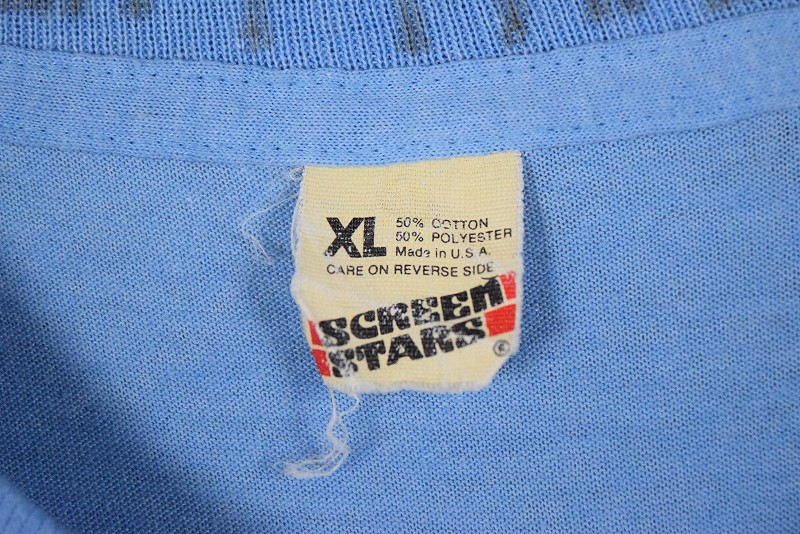 XL
50% COTTON
50% POLYESTER
Made in U.S.A.
CARE ON REVERSE SIDE
SCREEN
STARS ®